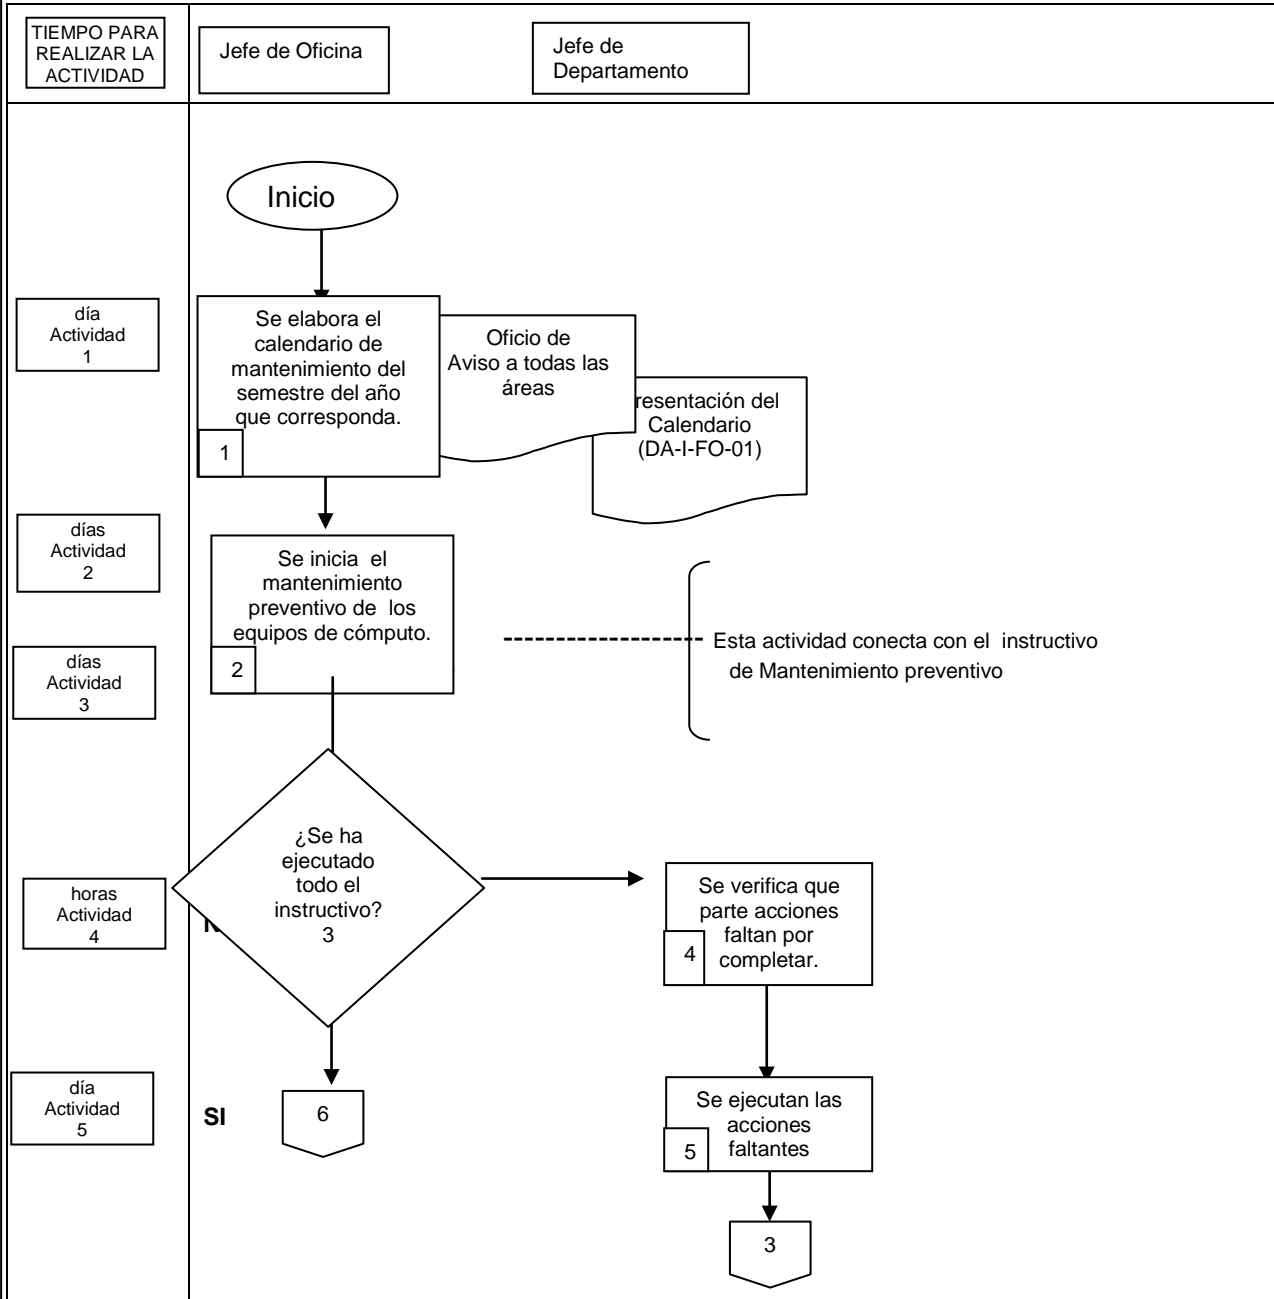 TIEMPO PARA
REALIZAR LA
ACTIVIDAD
Jefe de Oficina
Jefe de
Departamento
Inicio
día
Actividad
1
Se elabora el
calendario de
mantenimiento del
semestre del año
que corresponda.
1
Oficio de
Aviso a todas las
áreas
resentación del
Calendario
(DA-I-FO-01)
días
Actividad
2
Se inicia el
mantenimiento
preventivo de los
equipos de cómputo.
2
Esta actividad conecta con el instructivo
de Mantenimiento preventivo
días
Actividad
3
¿Se ha
ejecutado
todo el
instructivo?
3
horas
Actividad
4
Se verifica que
parte acciones
faltan por
completar.
4
día
Actividad
5
SI
6
Se ejecutan las
acciones
faltantes
5
3